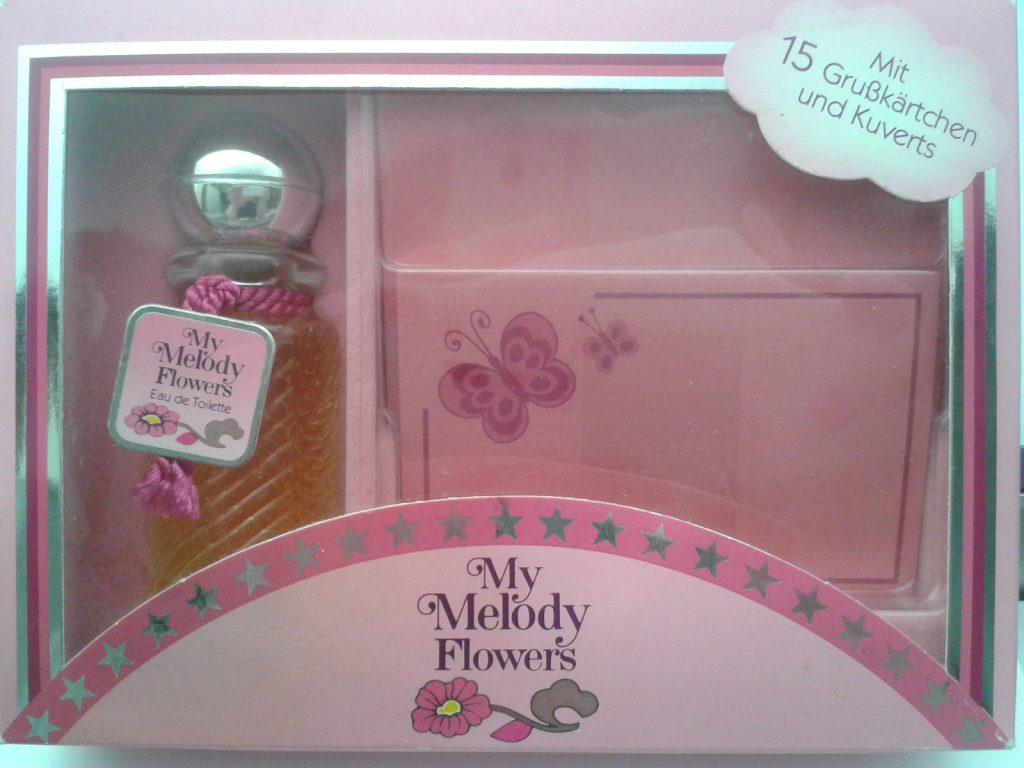 Mit
15 Grußkärtchen
und Kuverts
My
Melody
Flowers
Eau de Toilette
My
Melody
Flowers